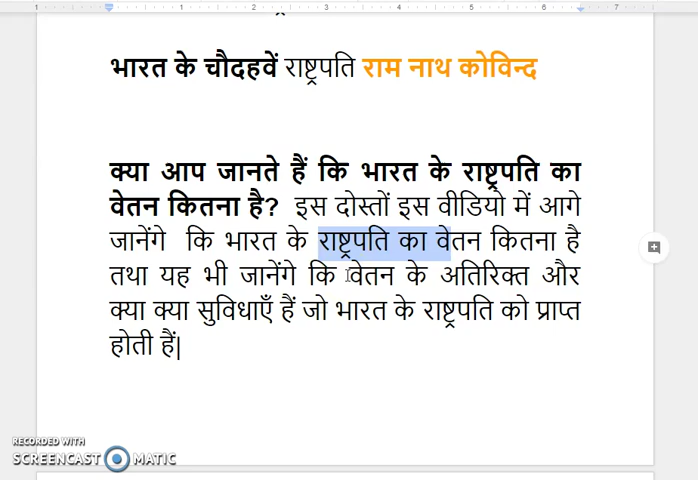 भारत के चौदहवें राष्ट्रपति राम नाथ कोविन्द
क्या आप जानते हैं कि भारत के राष्ट्रपति का
वेतन कितना है? इस दोस्तों इस वीडियो में आगे
जानेंगे कि भारत के राष्ट्रपति का वेतन कितना है
तथा यह भी जानेंगे कि वेतन के अतिरिक्त और
क्या क्या सुविधाएँ हैं जो भारत के राष्ट्रपति को प्राप्त
होती हैं
RECORDED WITH
SCREENCAST MATIC